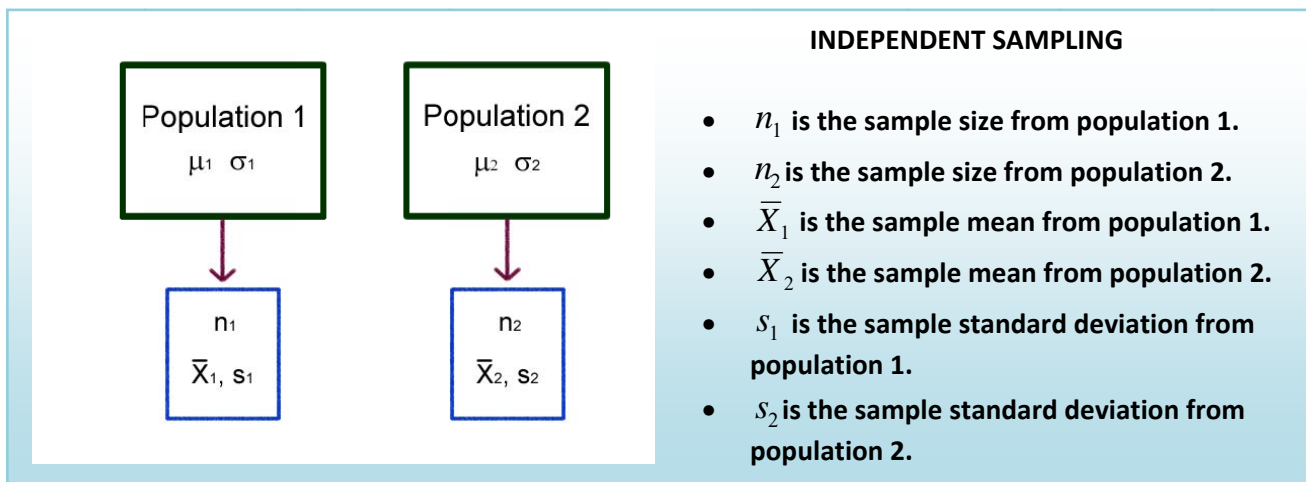 Population 1
μ₁ σ₁
n₁
X̄₁, s₁
Population 2
μ₂ σ₂
n₂
X̄₂, s₂
INDEPENDENT SAMPLING
• n₁ is the sample size from population 1.
• n₂ is the sample size from population 2.
• X̄₁ is the sample mean from population 1.
• X̄₂ is the sample mean from population 2.
• s₁ is the sample standard deviation from
population 1.
• s₂ is the sample standard deviation from
population 2.